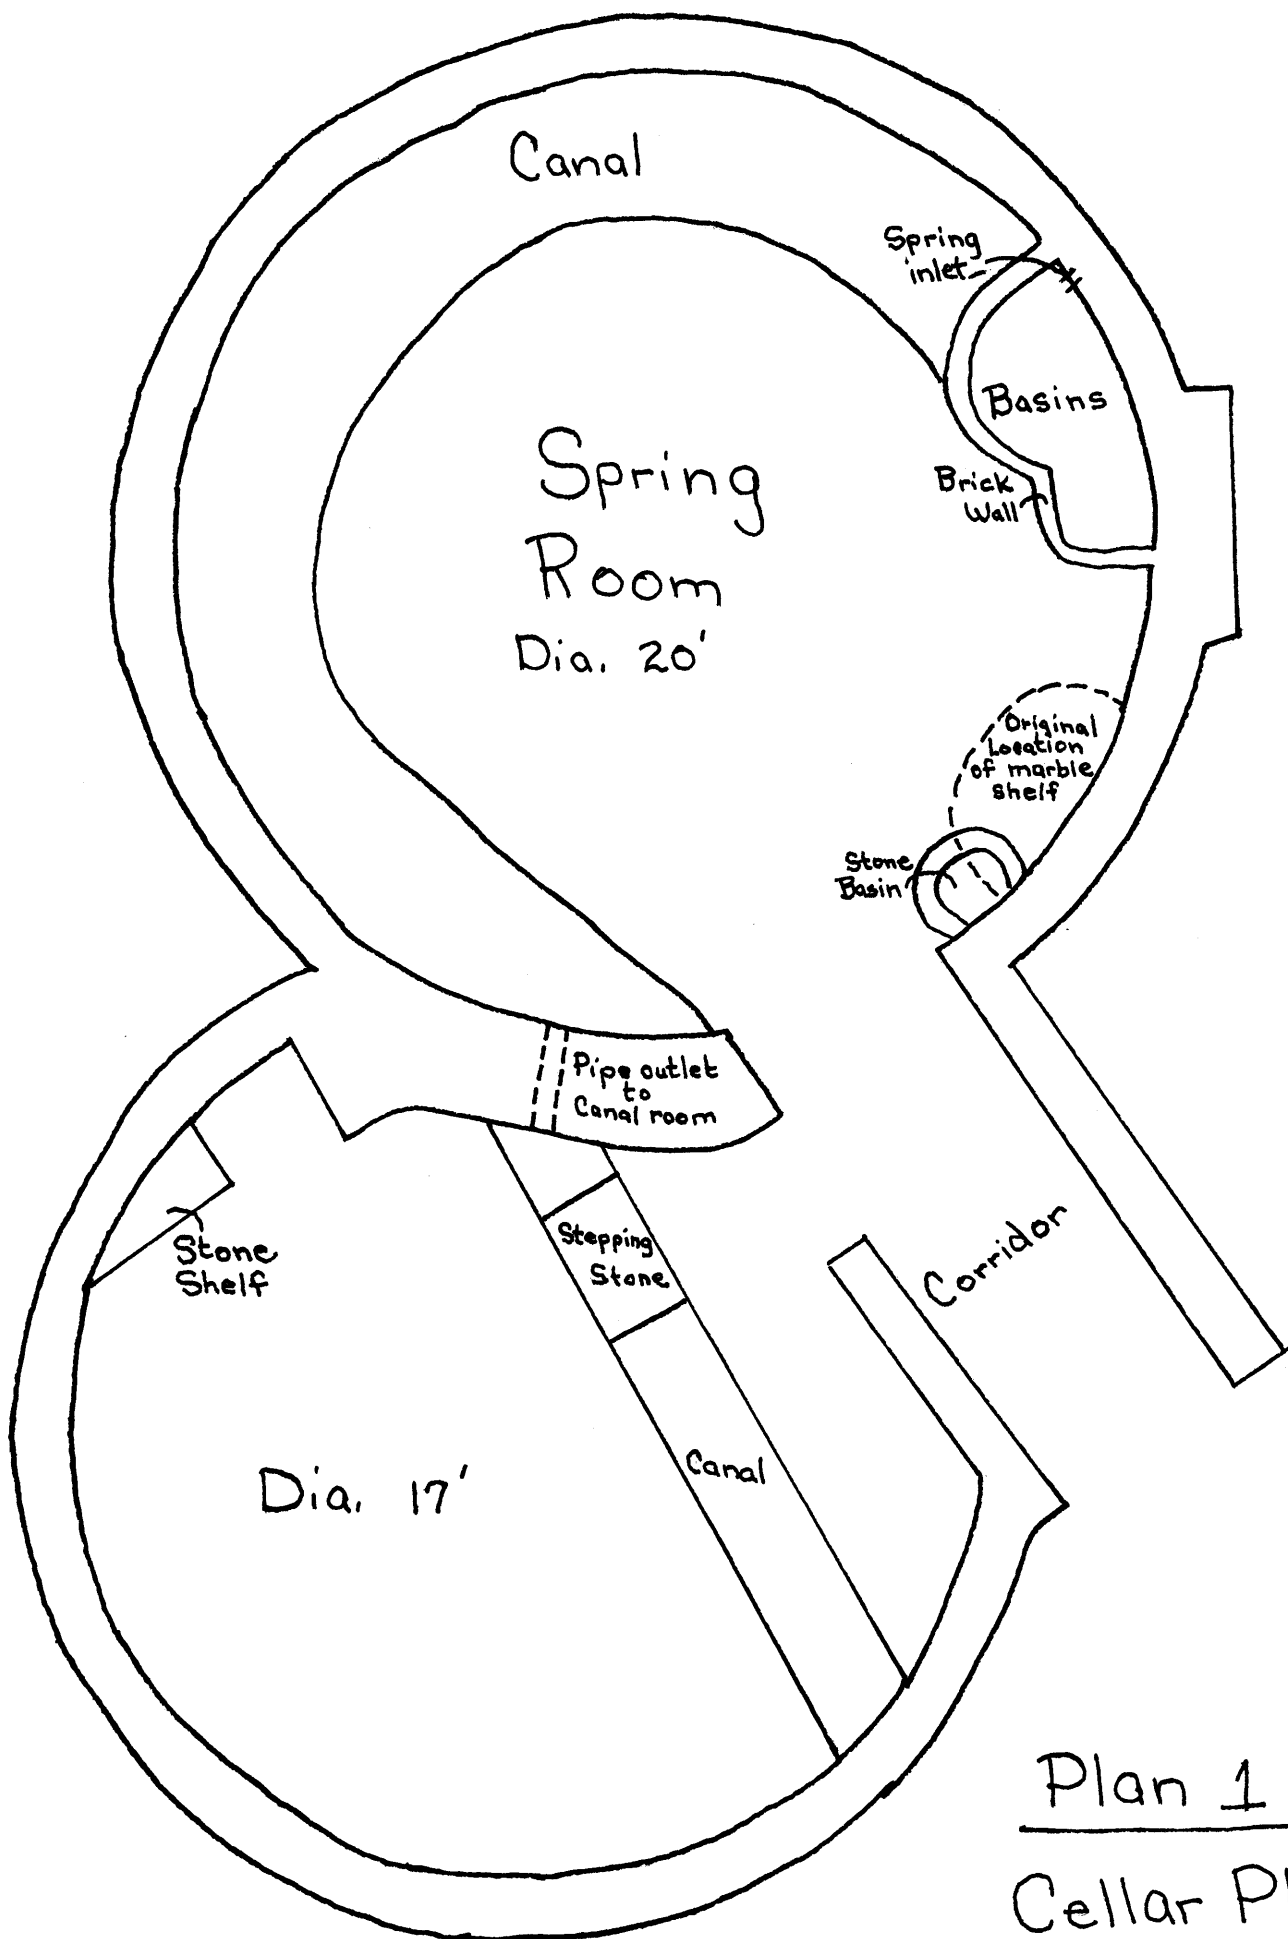 Canal
Spring
inlet
Basins
Spring
Room
Dia. 20'
Brick
Wall
Original
Location
of marble
shelf
Stone
Basin
Pipe outlet
to
Canal room
Stepping
Stone
Corridor
Stone
Shelf
Canal
Dia. 17'
Plan 1
Cellar